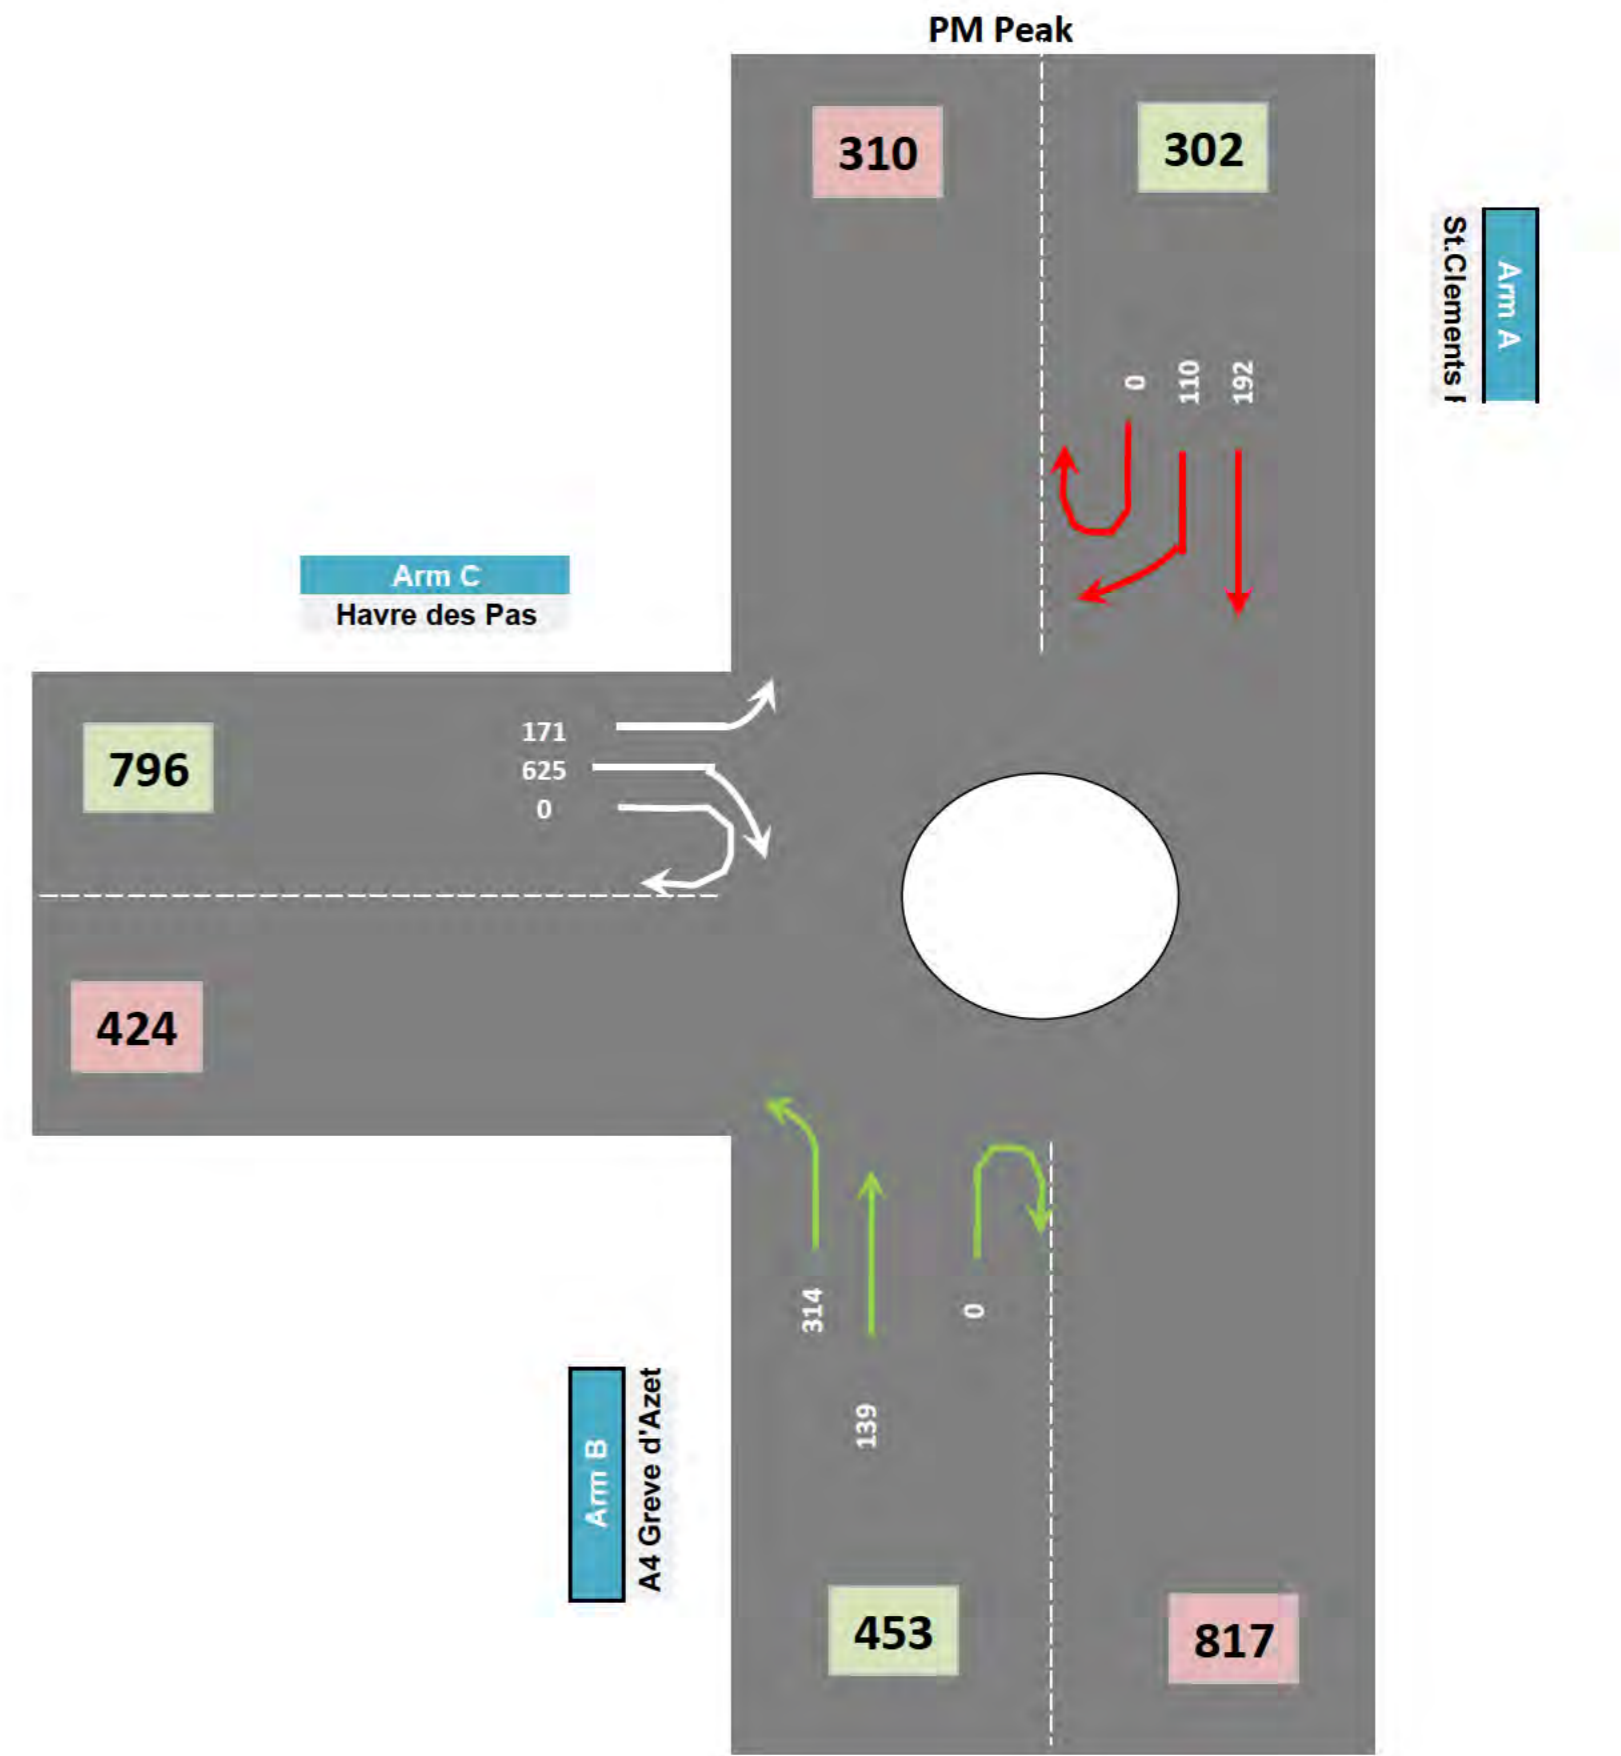 PM Peak
310
302
Arm A
St.Clements
0
110
192
Arm C
Havre des Pas
796
171
625
0
424
314
139
0
Arm B
A4 Greve d'Azet
453
817